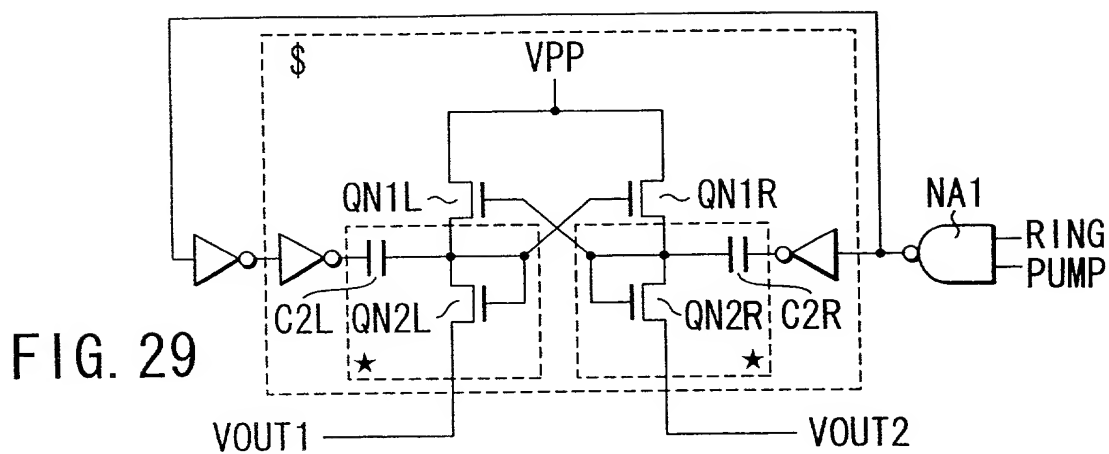 $
VPP
QN1L
QN1R
NA1
RING
PUMP
C2L
QN2L
QN2R
C2R
★
★
FIG. 29
VOUT1
VOUT2